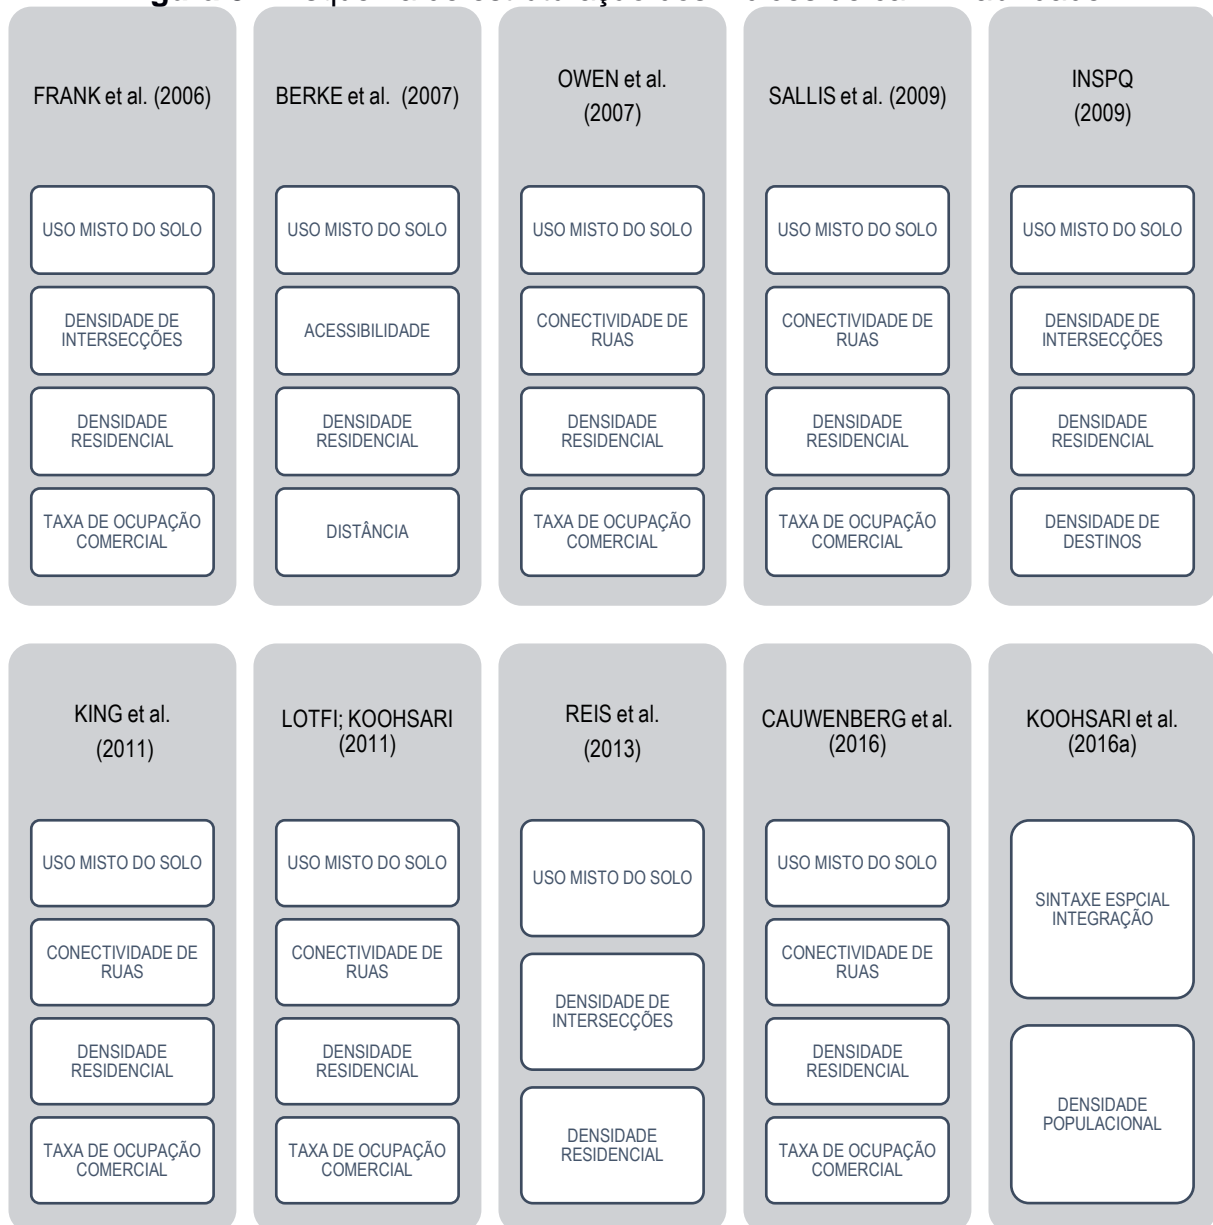 FRANK et al. (2006)
USO MISTO DO SOLO
DENSIDADE DE
INTERSECÇÕES
DENSIDADE
RESIDENCIAL
TAXA DE OCUPAÇÃO
COMERCIAL
BERKE et al. (2007)
USO MISTO DO SOLO
ACESSIBILIDADE
DENSIDADE
RESIDENCIAL
DISTÂNCIA
OWEN et al.
(2007)
USO MISTO DO SOLO
CONECTIVIDADE DE
RUAS
DENSIDADE
RESIDENCIAL
TAXA DE OCUPAÇÃO
COMERCIAL
SALLIS et al. (2009)
USO MISTO DO SOLO
CONECTIVIDADE DE
RUAS
DENSIDADE
RESIDENCIAL
TAXA DE OCUPAÇÃO
COMERCIAL
INSPQ
(2009)
USO MISTO DO SOLO
DENSIDADE DE
INTERSECÇÕES
DENSIDADE
RESIDENCIAL
DENSIDADE DE
DESTINOS
KING et al.
(2011)
USO MISTO DO SOLO
CONECTIVIDADE DE
RUAS
DENSIDADE
RESIDENCIAL
TAXA DE OCUPAÇÃO
COMERCIAL
LOTFI; KOOHSARI
(2011)
USO MISTO DO SOLO
CONECTIVIDADE DE
RUAS
DENSIDADE
RESIDENCIAL
TAXA DE OCUPAÇÃO
COMERCIAL
REIS et al.
(2013)
USO MISTO DO SOLO
DENSIDADE DE
INTERSECÇÕES
DENSIDADE
RESIDENCIAL
CAUWENBERG et al.
(2016)
USO MISTO DO SOLO
CONECTIVIDADE DE
RUAS
DENSIDADE
RESIDENCIAL
TAXA DE OCUPAÇÃO
COMERCIAL
KOOHSARI et al.
(2016a)
SINTAXE ESPCIAL
INTEGRAÇÃO
DENSIDADE
POPULACIONAL